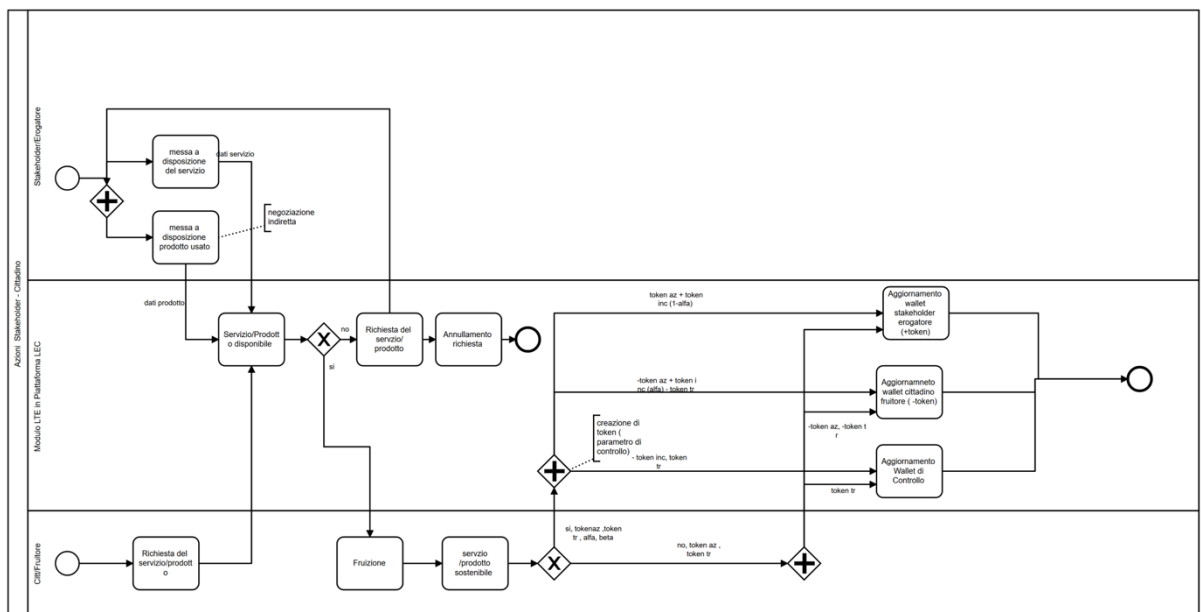 Azioni Stakeholder - Cittadino
Stakeholder/Erogatore
messa a
disposizione
del servizio
dati servizio
messa a
disposizione
prodotto usato
negoziazione
indiretta
Modulo LTE in Piattaforma LEC
dati prodotto
Servizio/Prodott
o disponibile
no
si
Richiesta del
servzio/
prodotto
Annullamento
richiesta
token az + token
inc (1-alfa)
Aggiornamento
wallet
stakeholder
erogatore
(+token)
-token az + token i
nc (alfa) - token tr
Aggiornamneto
wallet cittadino
fruitore ( -token)
creazione di
token (
parametro di
controllo)
-token az, -token t
r
- token inc, token
tr
Aggiornamento
Wallet di
Controllo
token tr
Citt/Fruitore
Richiesta del
servizio/prodott
o
Fruizione
servzio
/prodotto
sostenibile
si, tokenaz ,token
tr , alfa, beta
no, token az ,
token tr